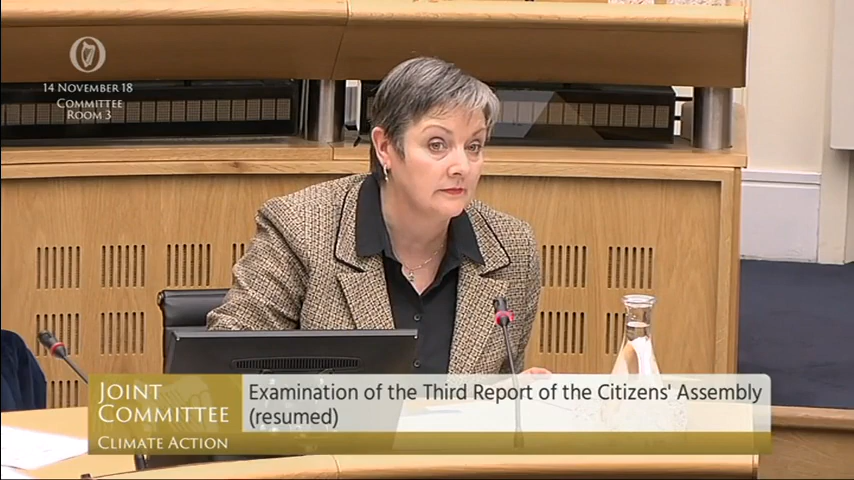 14 NOVEMBER 18
COMMITTEE
ROOM 3
JOINT
COMMITTEE
CLIMATE ACTION
Examination of the Third Report of the Citizens' Assembly
(resumed)